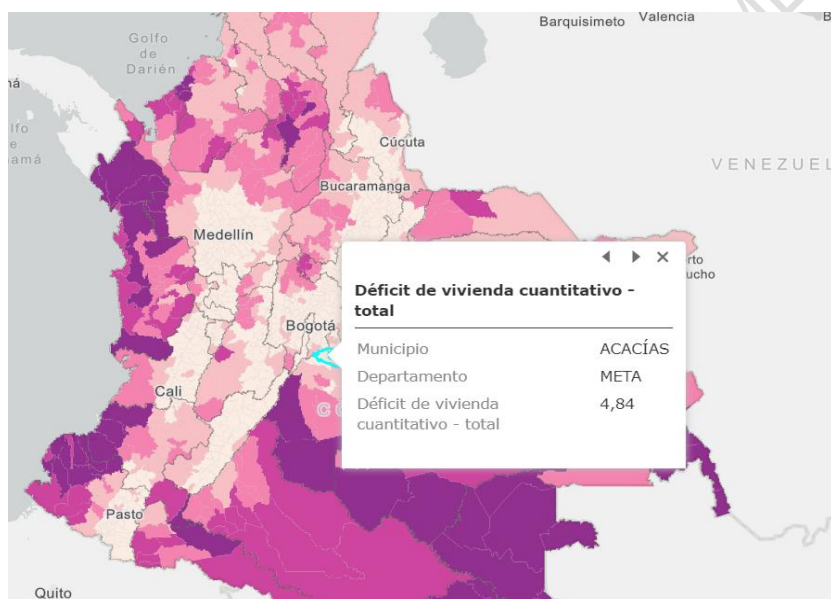 Barquisimeto
Valencia
Golfo
de
Darién
Cúcuta
VENEZUEL
Bucaramanga
Medellín
Déficit de vivienda cuantitativo -
total
Bogotá
Municipio ACACÍAS
Departamento META
Déficit de vivienda 4,84
cuantitativo - total
Cali
Pasto
Quito